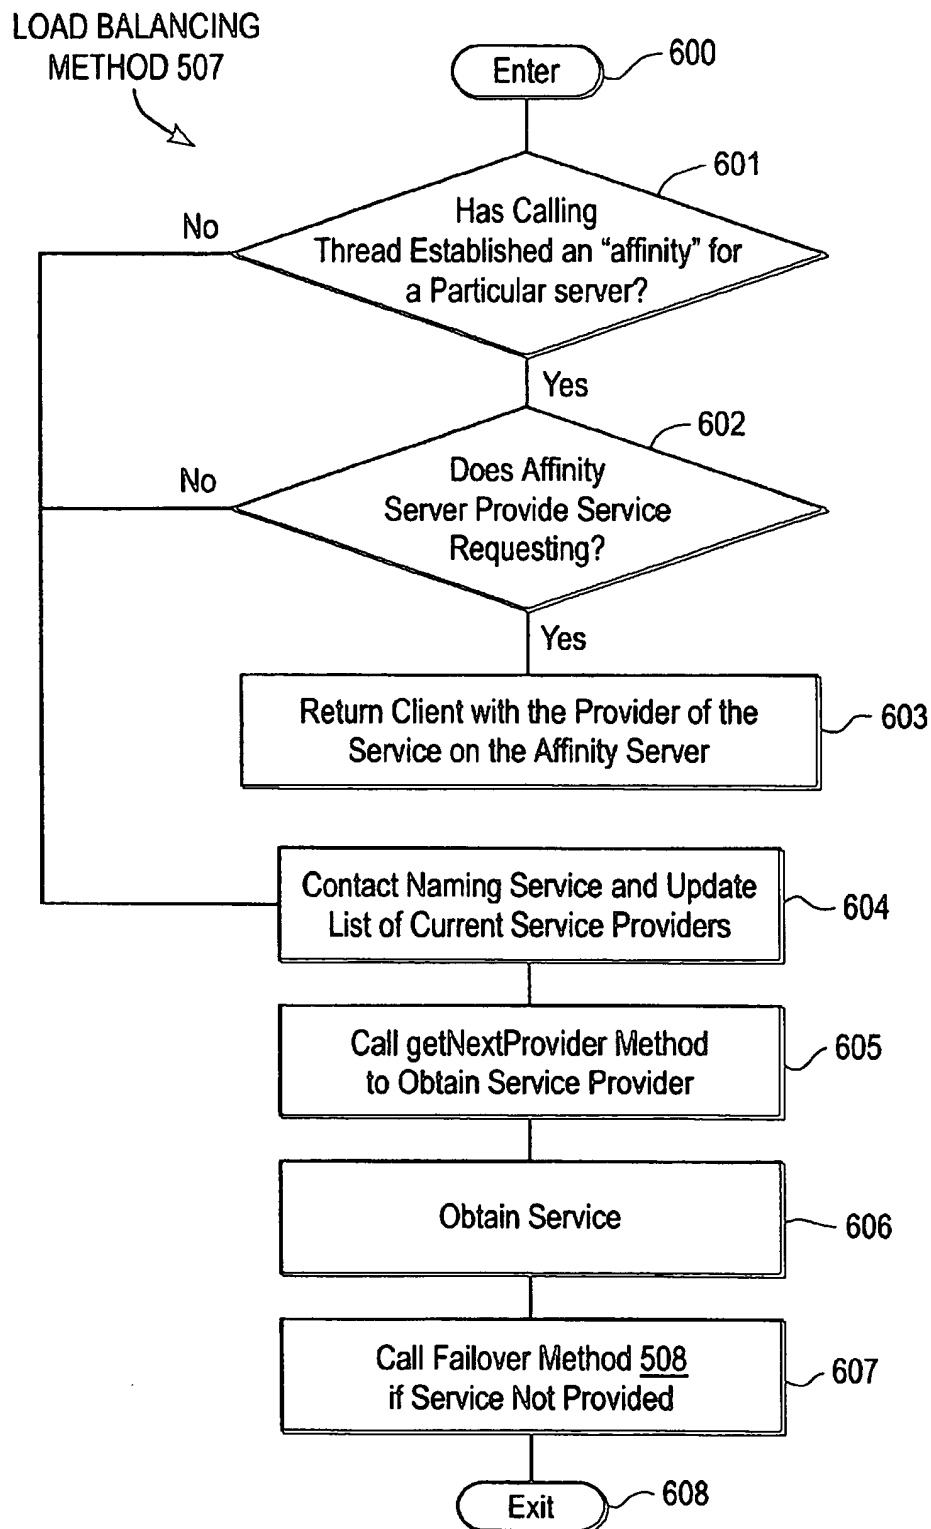 LOAD BALANCING
METHOD 507
Enter
600
601
Has Calling
Thread Established an “affinity” for
a Particular server?
No
Yes
602
Does Affinity
Server Provide Service
Requesting?
No
Yes
Return Client with the Provider of the
Service on the Affinity Server
603
Contact Naming Service and Update
List of Current Service Providers
604
Call getNextProvider Method
to Obtain Service Provider
605
Obtain Service
606
Call Failover Method 508
if Service Not Provided
607
Exit
608